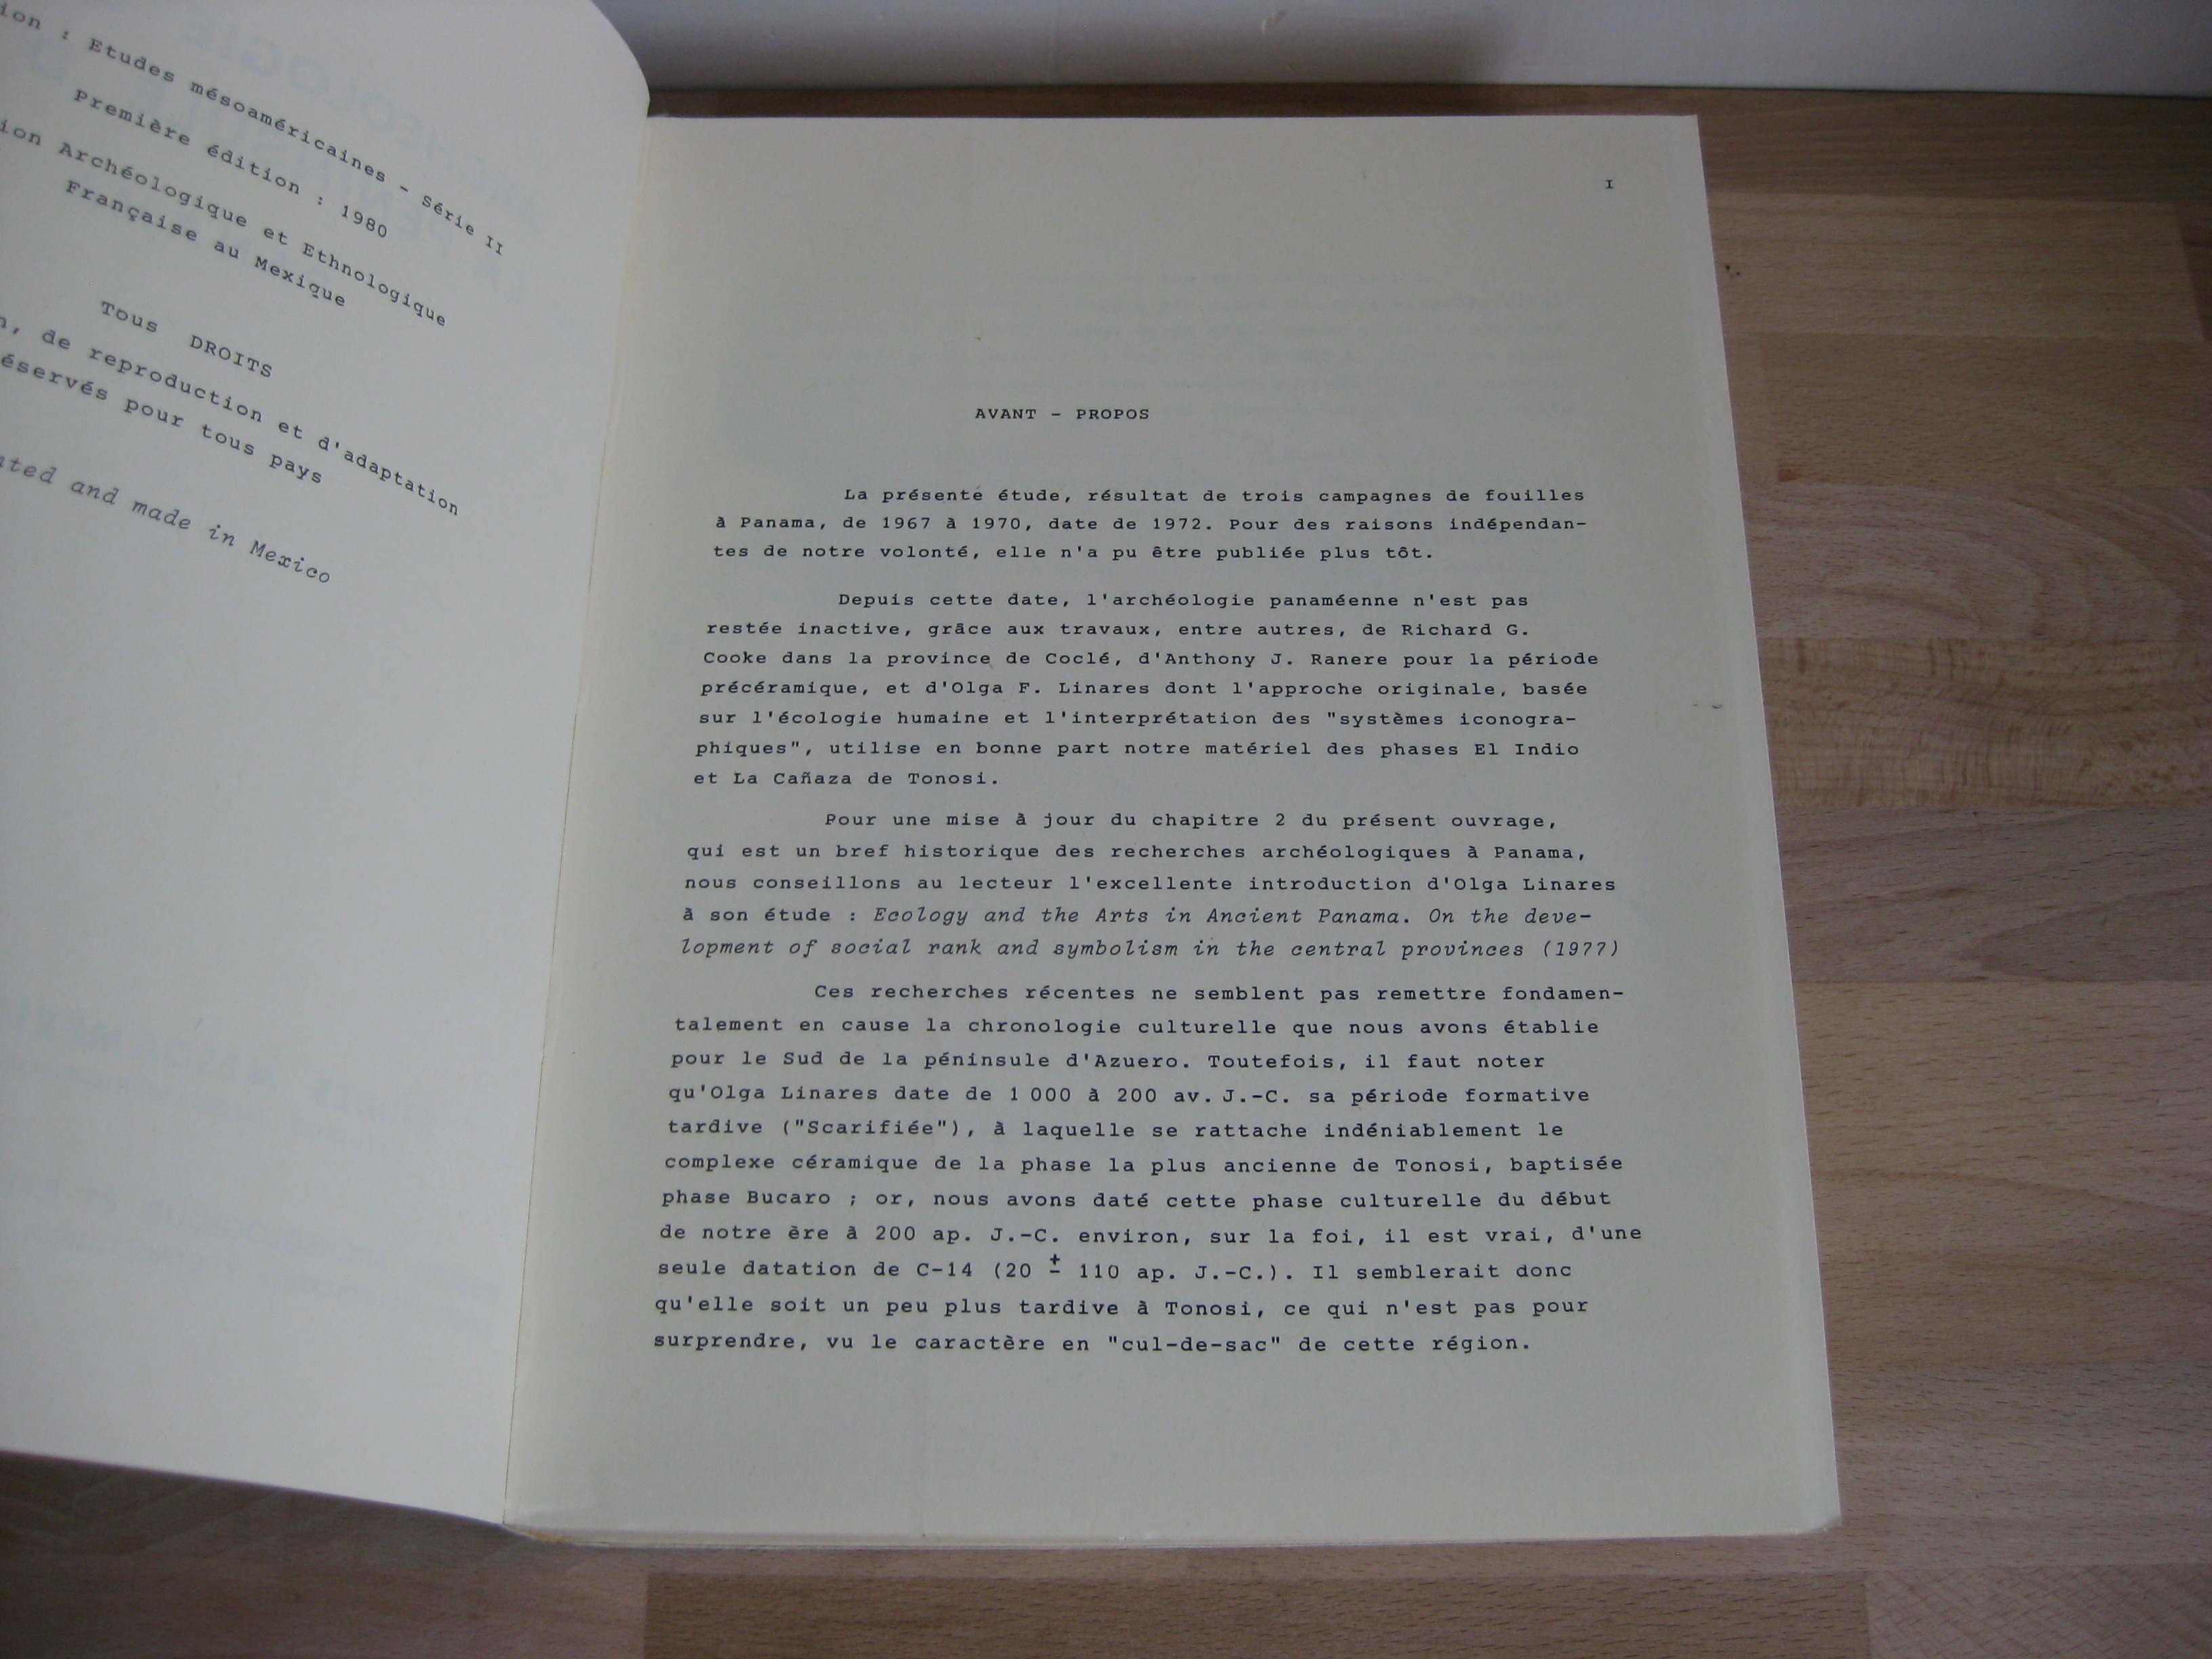 : Etudes mésoaméricaines - Série II
Première édition : 1980
Archéologique et Ethnologique
Française au Mexique
Tous DROITS
de reproduction et d'adaptation
pour tous pays
and made in Mexico
I
AVANT - PROPOS
La présente étude, résultat de trois campagnes de fouilles
à Panama, de 1967 à 1970, date de 1972. Pour des raisons indépendan-
tes de notre volonté, elle n'a pu être publiée plus tôt.
Depuis cette date, l'archéologie panaméenne n'est pas
restée inactive, grâce aux travaux, entre autres, de Richard G.
Cooke dans la province de Coclé, d'Anthony J. Ranere pour la période
précéramique, et d'Olga F. Linares dont l'approche originale, basée
sur l'écologie humaine et l'interprétation des "systèmes iconogra-
phiques", utilise en bonne part notre matériel des phases El Indio
et La Cañaza de Tonosi.
Pour une mise à jour du chapitre 2 du présent ouvrage,
qui est un bref historique des recherches archéologiques à Panama,
nous conseillons au lecteur l'excellente introduction d'Olga Linares
à son étude : Ecology and the Arts in Ancient Panama. On the deve-
lopment of social rank and symbolism in the central provinces (1977)
Ces recherches récentes ne semblent pas remettre fondamen-
talement en cause la chronologie culturelle que nous avons établie
pour le Sud de la péninsule d'Azuero. Toutefois, il faut noter
qu'Olga Linares date de 1 000 à 200 av. J.-C. sa période formative
tardive ("Scarifiée"), à laquelle se rattache indéniablement le
complexe céramique de la phase la plus ancienne de Tonosi, baptisée
phase Bucaro ; or, nous avons daté cette phase culturelle du début
de notre ère à 200 ap. J.-C. environ, sur la foi, il est vrai, d'une
seule datation de C-14 (20 ± 110 ap. J.-C.). Il semblerait donc
qu'elle soit un peu plus tardive à Tonosi, ce qui n'est pas pour
surprendre, vu le caractère en "cul-de-sac" de cette région.